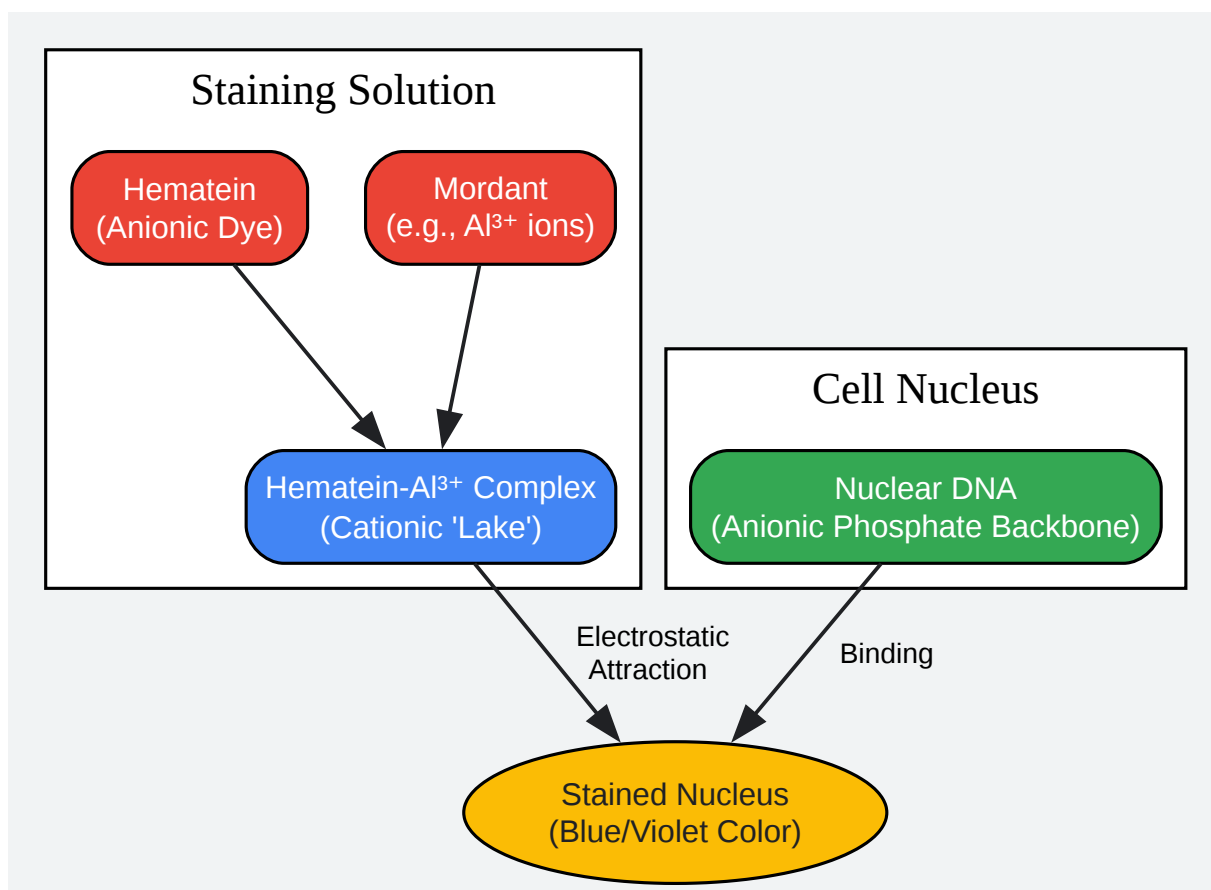 Staining Solution
Hematein
(Anionic Dye)
Mordant
(e.g., Al³⁺ ions)
Hematein-Al³⁺ Complex
(Cationic 'Lake')
Cell Nucleus
Nuclear DNA
(Anionic Phosphate Backbone)
Electrostatic
Attraction
Binding
Stained Nucleus
(Blue/Violet Color)